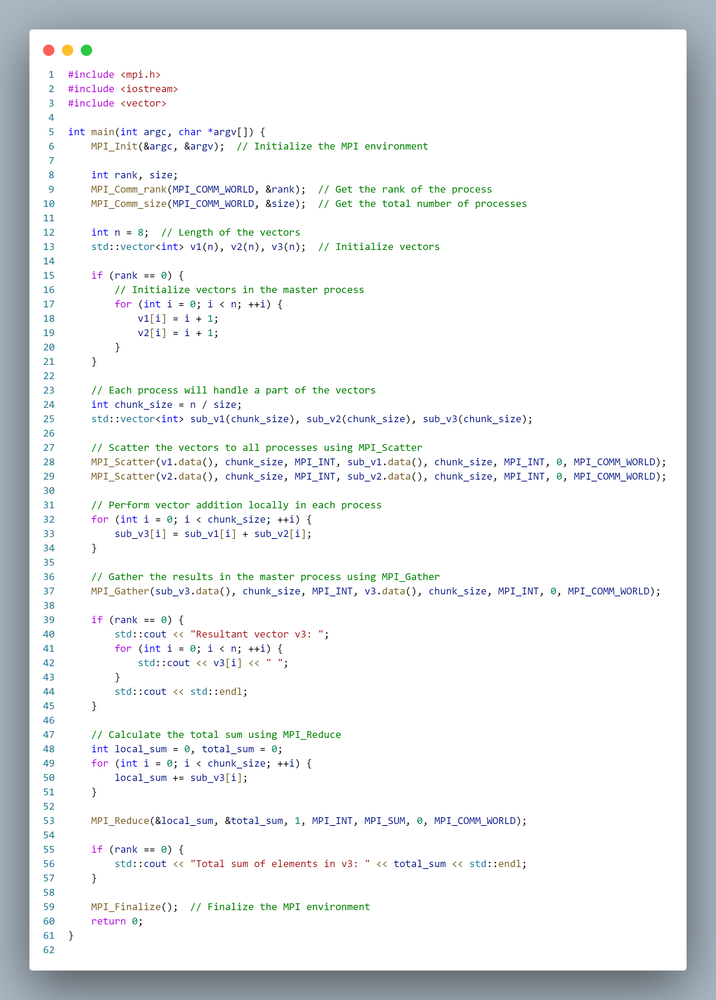 1 #include <mpi.h>
2 #include <iostream>
3 #include <vector>
4
5 int main(int argc, char *argv[]) {
6     MPI_Init(&argc, &argv);  // Initialize the MPI environment
7
8     int rank, size;
9     MPI_Comm_rank(MPI_COMM_WORLD, &rank);  // Get the rank of the process
10     MPI_Comm_size(MPI_COMM_WORLD, &size);  // Get the total number of processes
11
12     int n = 8;  // Length of the vectors
13     std::vector<int> v1(n), v2(n), v3(n);  // Initialize vectors
14
15     if (rank == 0) {
16         // Initialize vectors in the master process
17         for (int i = 0; i < n; ++i) {
18             v1[i] = i + 1;
19             v2[i] = i + 1;
20         }
21     }
22
23     // Each process will handle a part of the vectors
24     int chunk_size = n / size;
25     std::vector<int> sub_v1(chunk_size), sub_v2(chunk_size), sub_v3(chunk_size);
26
27     // Scatter the vectors to all processes using MPI_Scatter
28     MPI_Scatter(v1.data(), chunk_size, MPI_INT, sub_v1.data(), chunk_size, MPI_INT, 0, MPI_COMM_WORLD);
29     MPI_Scatter(v2.data(), chunk_size, MPI_INT, sub_v2.data(), chunk_size, MPI_INT, 0, MPI_COMM_WORLD);
30
31     // Perform vector addition locally in each process
32     for (int i = 0; i < chunk_size; ++i) {
33         sub_v3[i] = sub_v1[i] + sub_v2[i];
34     }
35
36     // Gather the results in the master process using MPI_Gather
37     MPI_Gather(sub_v3.data(), chunk_size, MPI_INT, v3.data(), chunk_size, MPI_INT, 0, MPI_COMM_WORLD);
38
39     if (rank == 0) {
40         std::cout << "Resultant vector v3: ";
41         for (int i = 0; i < n; ++i) {
42             std::cout << v3[i] << " ";
43         }
44         std::cout << std::endl;
45     }
46
47     // Calculate the total sum using MPI_Reduce
48     int local_sum = 0, total_sum = 0;
49     for (int i = 0; i < chunk_size; ++i) {
50         local_sum += sub_v3[i];
51     }
52
53     MPI_Reduce(&local_sum, &total_sum, 1, MPI_INT, MPI_SUM, 0, MPI_COMM_WORLD);
54
55     if (rank == 0) {
56         std::cout << "Total sum of elements in v3: " << total_sum << std::endl;
57     }
58
59     MPI_Finalize();  // Finalize the MPI environment
60     return 0;
61 }
62